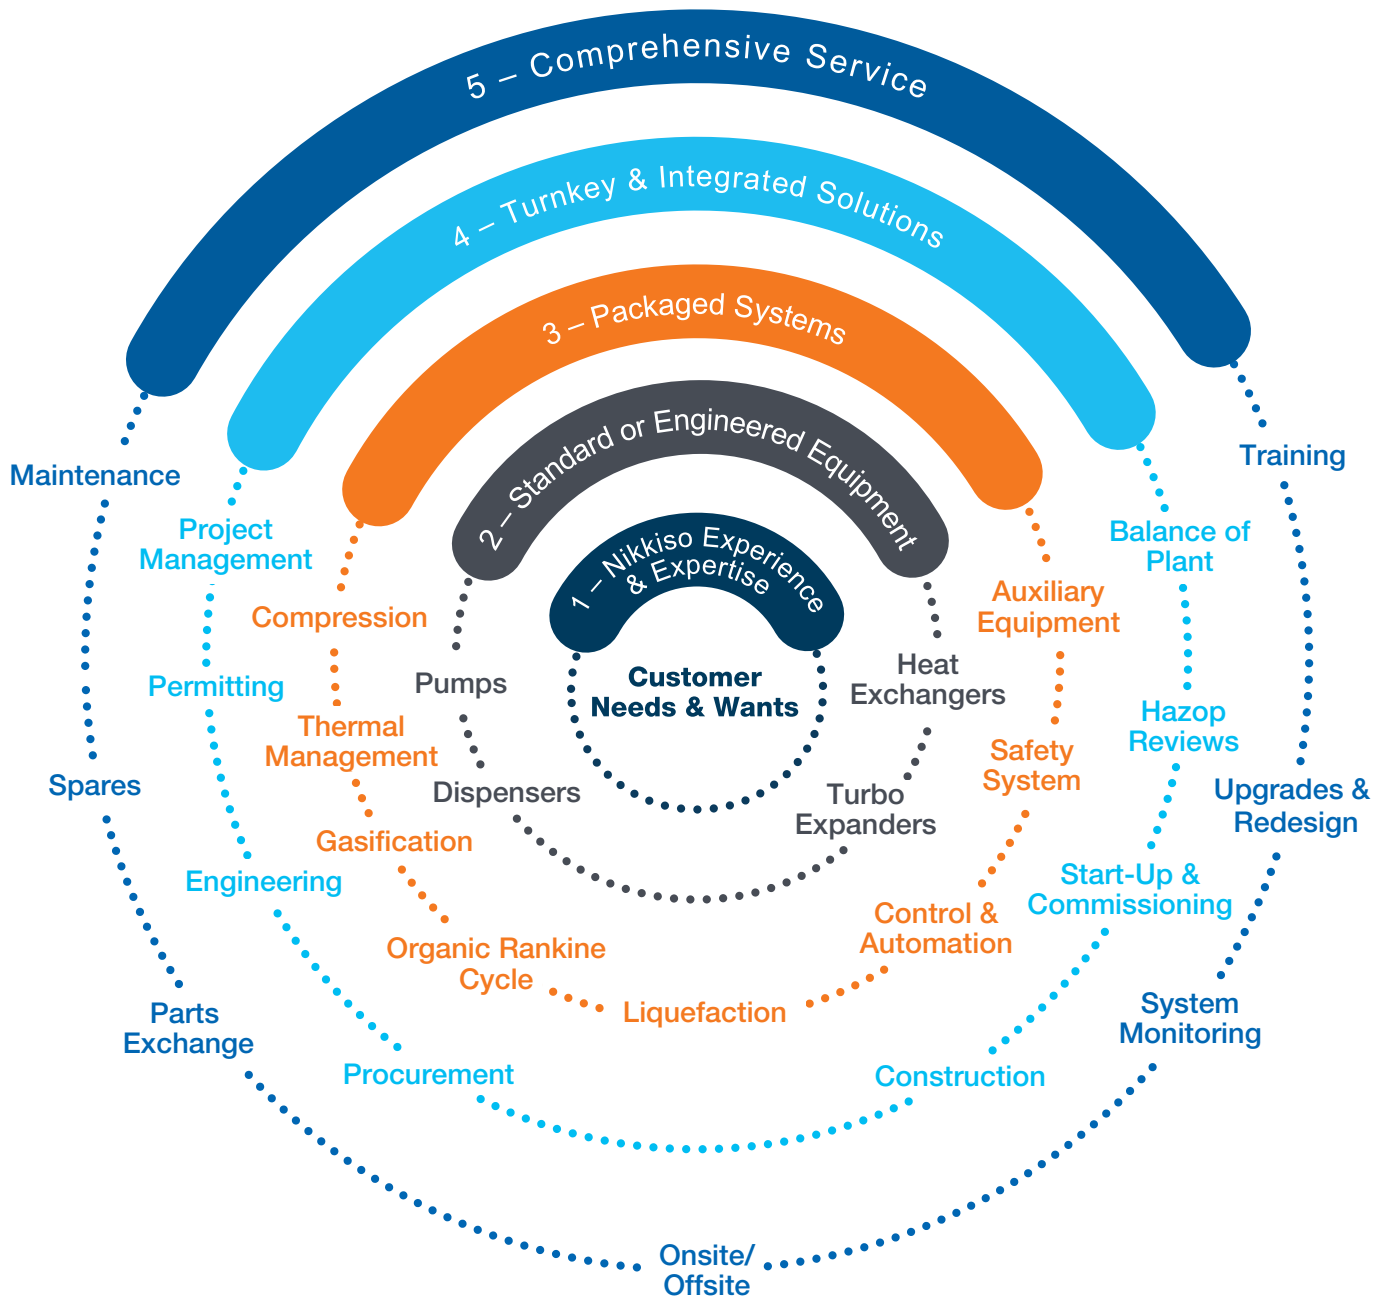 5 – Comprehensive Service
4 – Turnkey & Integrated Solutions
3 – Packaged Systems
2 – Standard or Engineered Equipment
1 – Nikkiso Experience
& Expertise
Customer
Needs & Wants
Pumps
Dispensers
Heat
Exchangers
Turbo
Expanders
Compression
Thermal
Management
Gasification
Organic Rankine
Cycle
Liquefaction
Control &
Automation
Safety
System
Auxiliary
Equipment
Project
Management
Permitting
Engineering
Procurement
Construction
Start-Up &
Commissioning
Hazop
Reviews
Balance of
Plant
Maintenance
Spares
Parts
Exchange
Onsite/
Offsite
System
Monitoring
Upgrades &
Redesign
Training